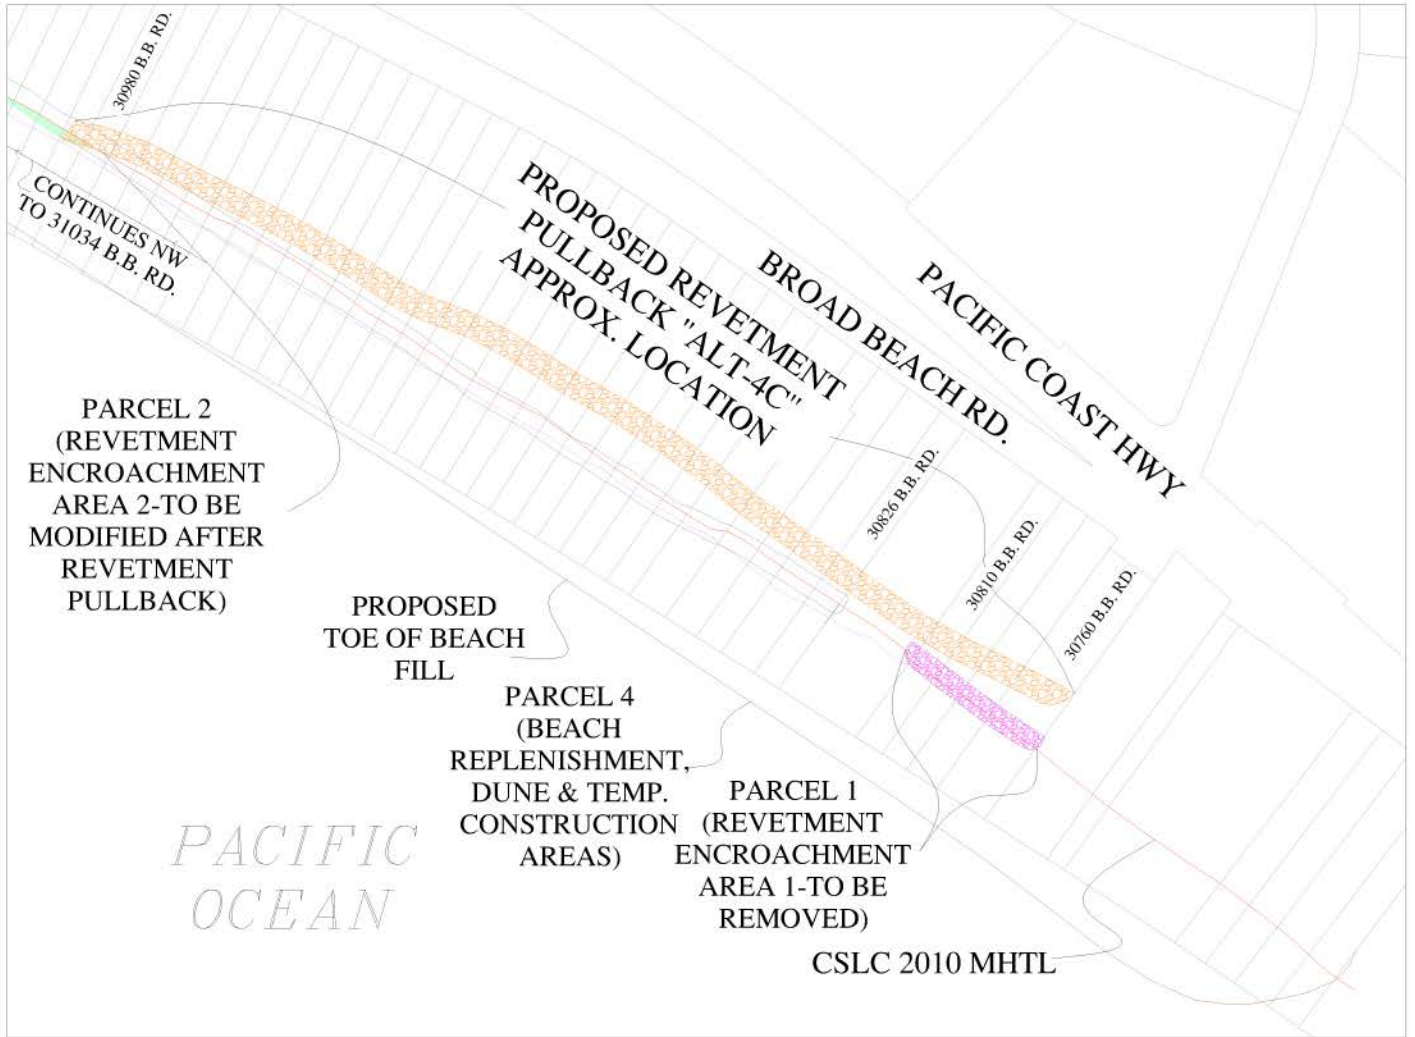 30980 B.B. RD.
CONTINUES NW
TO 31034 B.B. RD.
PROPOSED REVETMENT
PULLBACK "ALT-4C"
APPROX. LOCATION
BROAD BEACH RD.
PACIFIC COAST HWY
PARCEL 2
(REVETMENT
ENCROACHMENT
AREA 2-TO BE
MODIFIED AFTER
REVETMENT
PULLBACK)
30826 B.B. RD.
30810 B.B. RD.
30760 B.B. RD.
PROPOSED
TOE OF BEACH
FILL
PARCEL 4
(BEACH
REPLENISHMENT,
DUNE & TEMP.
CONSTRUCTION
AREAS)
PARCEL 1
(REVETMENT
ENCROACHMENT
AREA 1-TO BE
REMOVED)
PACIFIC
OCEAN
CSLC 2010 MHTL